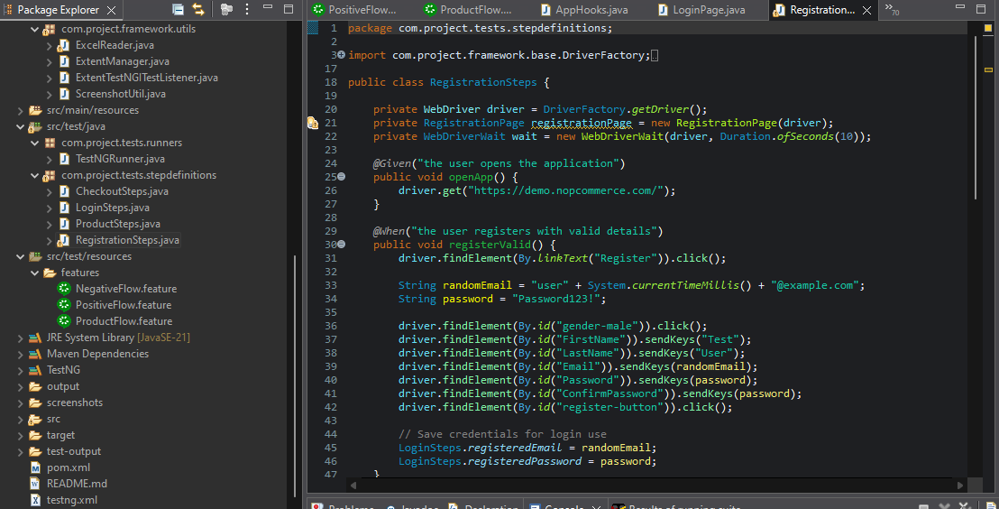 Package Explorer
com.project.framework.utils
ExcelReader.java
ExtentManager.java
ExtentTestNGITestListener.java
ScreenshotUtil.java
src/main/resources
src/test/java
com.project.tests.runners
TestNGRunner.java
com.project.tests.stepdefinitions
CheckoutSteps.java
LoginSteps.java
ProductSteps.java
RegistrationSteps.java
src/test/resources
features
NegativeFlow.feature
PositiveFlow.feature
ProductFlow.feature
JRE System Library [JavaSE-21]
Maven Dependencies
TestNG
output
screenshots
src
target
test-output
pom.xml
README.md
testng.xml
PositiveFlow... ProductFlow.... AppHooks.java LoginPage.java Registration... 70
1 package com.project.tests.stepdefinitions;
2
3 import com.project.framework.base.DriverFactory;
17
18 public class RegistrationSteps {
19
20 private WebDriver driver = DriverFactory.getDriver();
21 private RegistrationPage registrationPage = new RegistrationPage(driver);
22 private WebDriverWait wait = new WebDriverWait(driver, Duration.ofSeconds(10));
23
24 @Given("the user opens the application")
25 public void openApp() {
26 driver.get("https://demo.nopcommerce.com/");
27 }
28
29 @When("the user registers with valid details")
30 public void registerValid() {
31 driver.findElement(By.linkText("Register")).click();
32
33 String randomEmail = "user" + System.currentTimeMillis() + "@example.com";
34 String password = "Password123!";
35
36 driver.findElement(By.id("gender-male")).click();
37 driver.findElement(By.id("FirstName")).sendKeys("Test");
38 driver.findElement(By.id("LastName")).sendKeys("User");
39 driver.findElement(By.id("Email")).sendKeys(randomEmail);
40 driver.findElement(By.id("Password")).sendKeys(password);
41 driver.findElement(By.id("ConfirmPassword")).sendKeys(password);
42 driver.findElement(By.id("register-button")).click();
43
44 // Save credentials for login use
45 LoginSteps.registeredEmail = randomEmail;
46 LoginSteps.registeredPassword = password;
47 }
Problems Javadoc Declaration Console Results of running suite